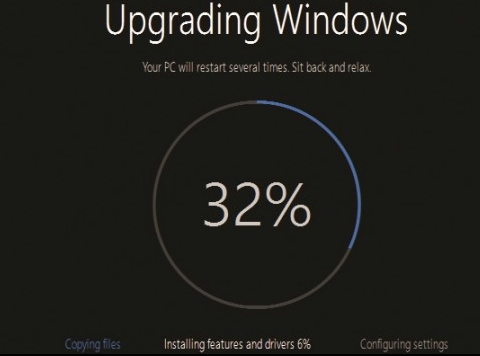 Upgrading Windows
Your PC will restart several times. Sit back and relax.
32%
Copying files Installing features and drivers 6% Configuring settings